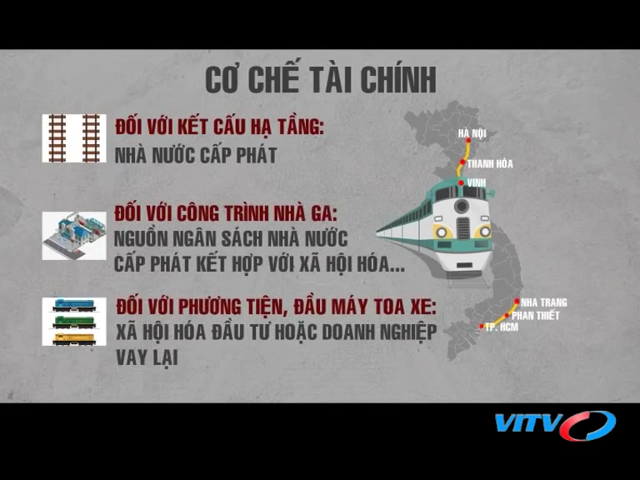 CƠ CHẾ TÀI CHÍNH
ĐỐI VỚI KẾT CẤU HẠ TẦNG:
NHÀ NƯỚC CẤP PHÁT
ĐỐI VỚI CÔNG TRÌNH NHÀ GA:
NGUỒN NGÂN SÁCH NHÀ NƯỚC
CẤP PHÁT KẾT HỢP VỚI XÃ HỘI HÓA...
ĐỐI VỚI PHƯƠNG TIỆN, ĐẦU MÁY TOA XE:
XÃ HỘI HÓA ĐẦU TƯ HOẶC DOANH NGHIỆP
VAY LẠI
HÀ NỘI
THANH HÓA
VINH
NHA TRANG
PHAN THIẾT
TP. HCM
VITV